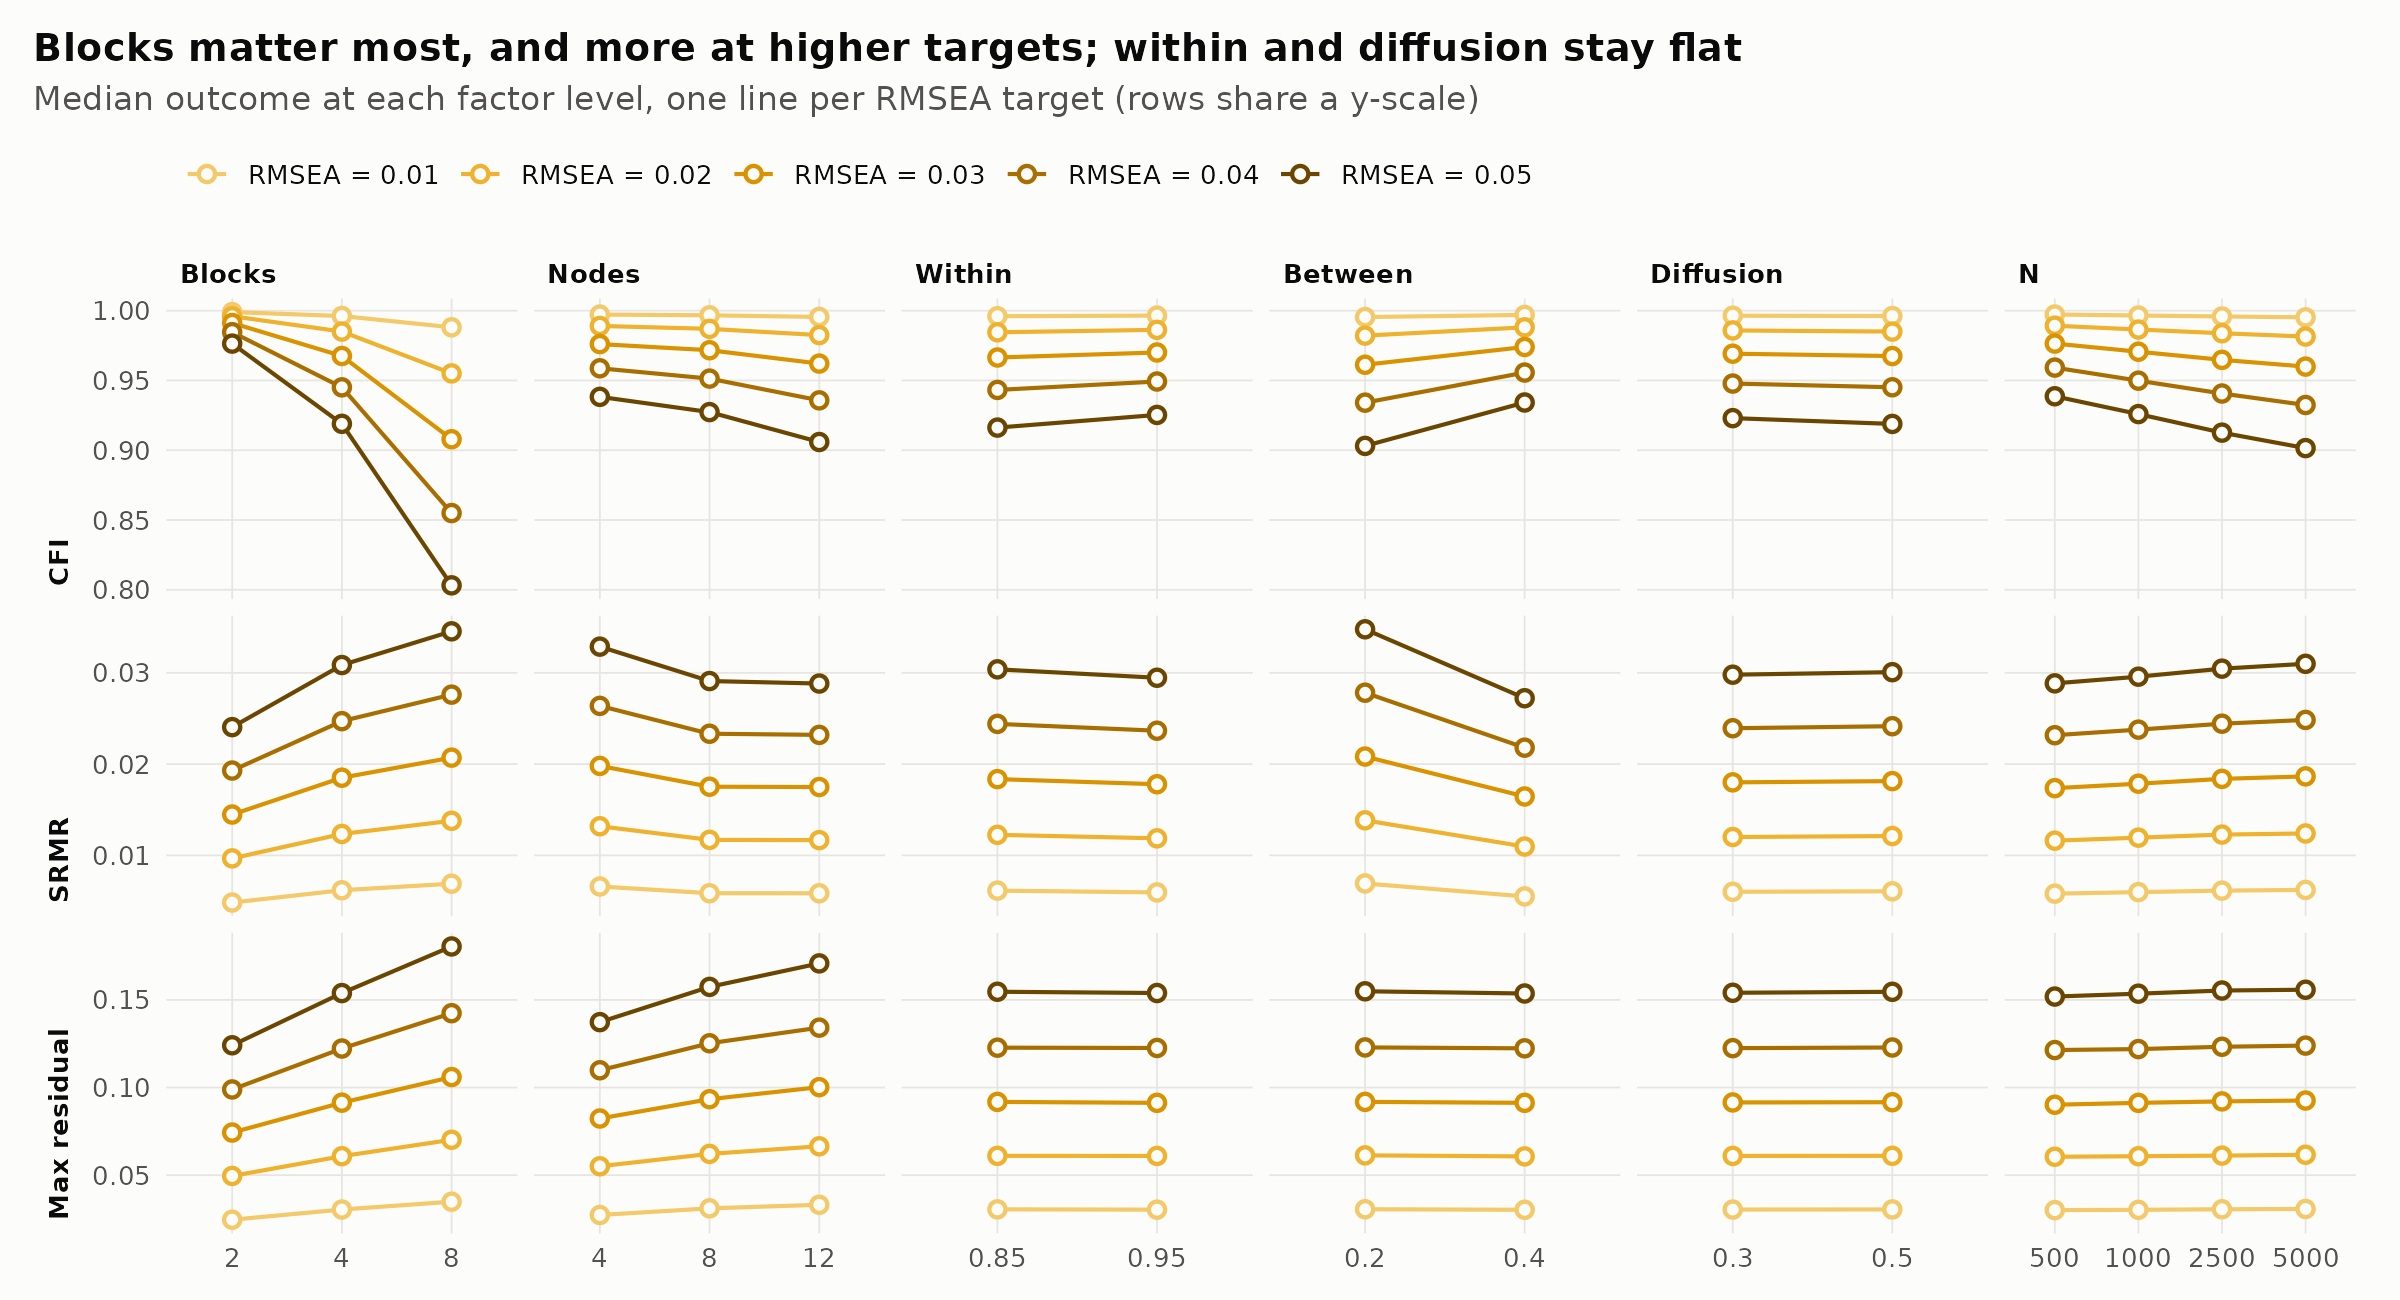 Blocks matter most, and more at higher targets; within and diffusion stay flat
Median outcome at each factor level, one line per RMSEA target (rows share a y-scale)
RMSEA = 0.01 RMSEA = 0.02 RMSEA = 0.03 RMSEA = 0.04 RMSEA = 0.05
Blocks Nodes Within Between Diffusion N
CFI
1.00
0.95
0.90
0.85
0.80
SRMR
0.03
0.02
0.01
Max residual
0.15
0.10
0.05
2 4 8 4 8 12 0.85 0.95 0.2 0.4 0.3 0.5 500 1000 2500 5000